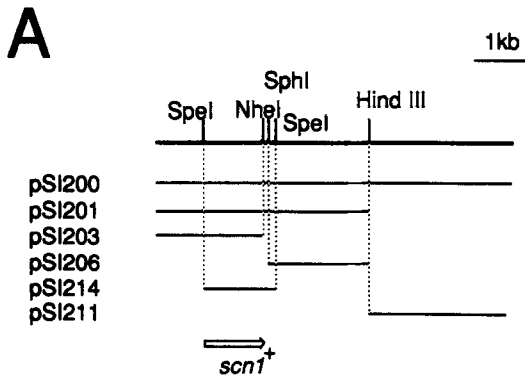 A
1kb
SphI
SpeI NheI Hind III
SpeI
pSI200
pSI201
pSI203
pSI206
pSI214
pSI211
scn1+